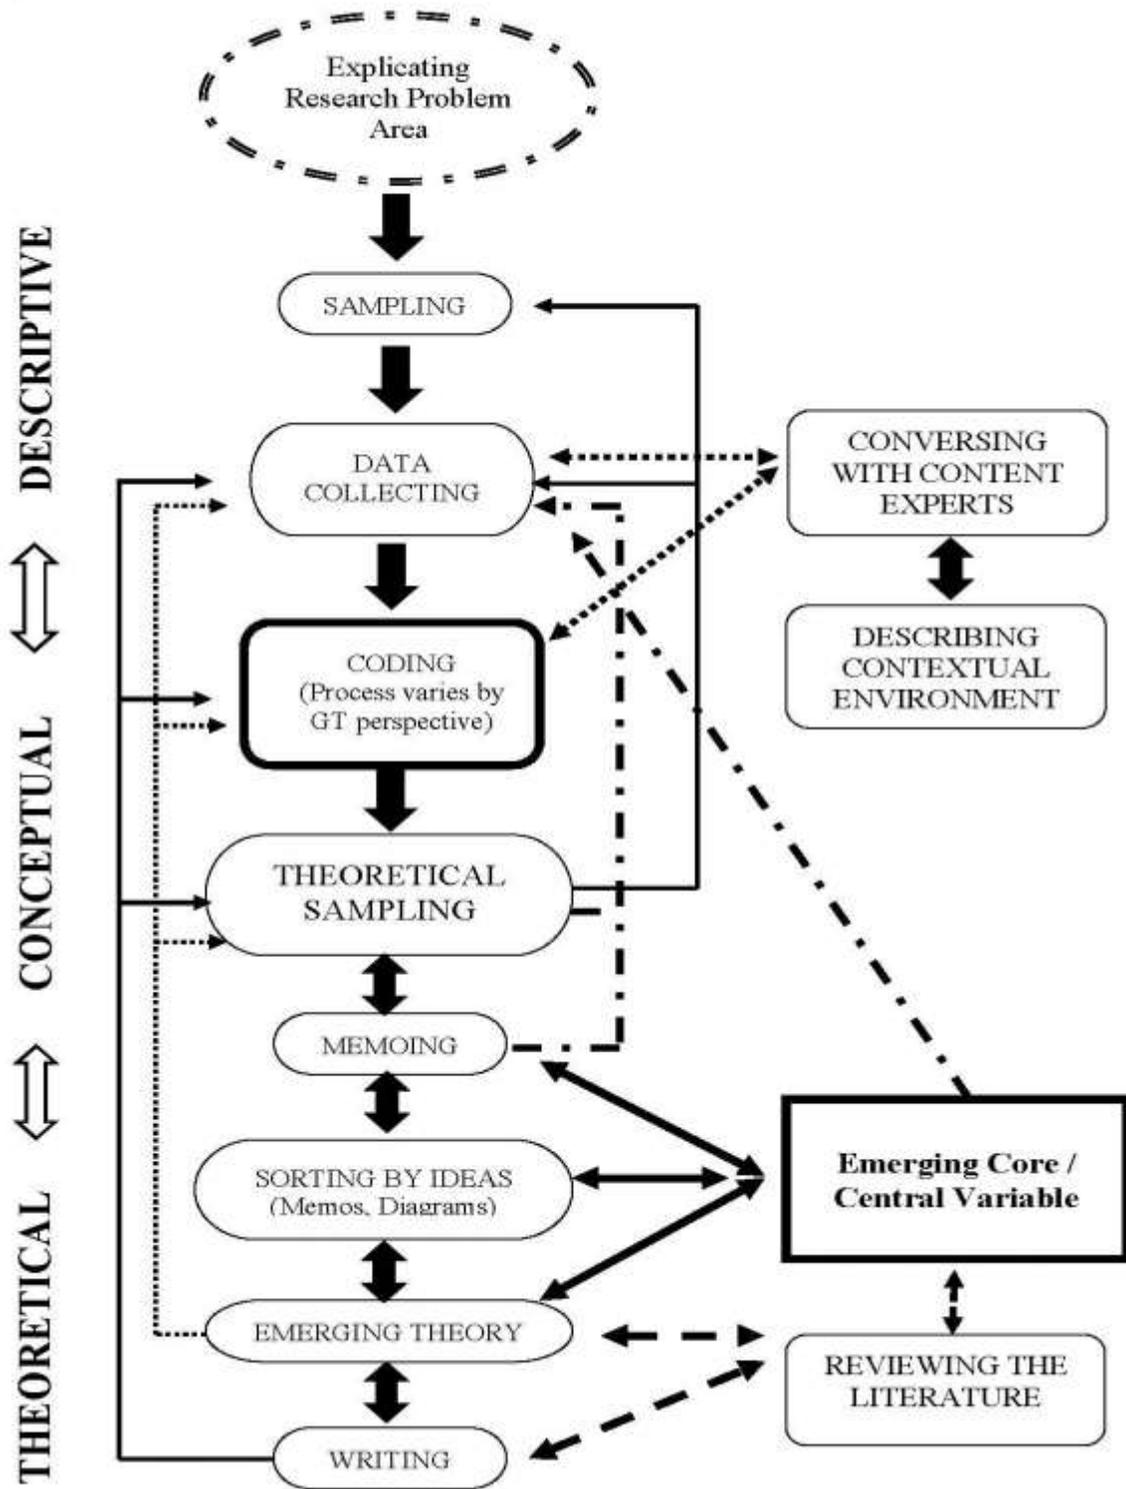 Explicating
Research Problem
Area
DESCRIPTIVE
SAMPLING
DATA
COLLECTING
CONVERSING
WITH CONTENT
EXPERTS
CODING
(Process varies by
GT perspective)
DESCRIBING
CONTEXTUAL
ENVIRONMENT
CONCEPTUAL
THEORETICAL
SAMPLING
MEMOING
THEORETICAL
SORTING BY IDEAS
(Memos, Diagrams)
Emerging Core /
Central Variable
EMERGING THEORY
REVIEWING THE
LITERATURE
WRITING